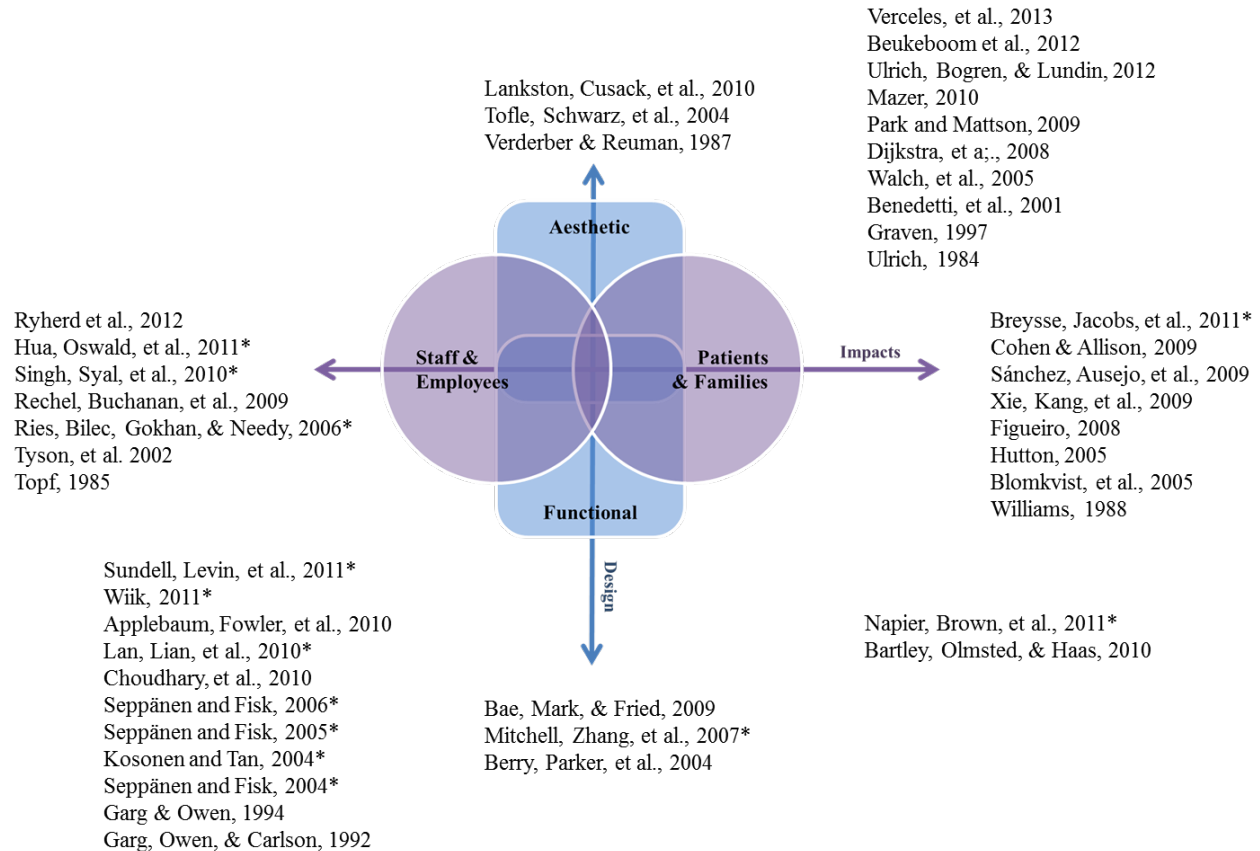 Verceles, et al., 2013
Beukeboom et al., 2012
Ulrich, Bogren, & Lundin, 2012
Mazer, 2010
Park and Mattson, 2009
Dijkstra, et a;., 2008
Walch, et al., 2005
Benedetti, et al., 2001
Graven, 1997
Ulrich, 1984
Lankston, Cusack, et al., 2010
Tofle, Schwarz, et al., 2004
Verderber & Reuman, 1987
Aesthetic
Ryherd et al., 2012
Hua, Oswald, et al., 2011*
Singh, Syal, et al., 2010*
Rechel, Buchanan, et al., 2009
Ries, Bilec, Gokhan, & Needy, 2006*
Tyson, et al. 2002
Topf, 1985
Staff &
Employees
Patients
& Families
Impacts
Breysse, Jacobs, et al., 2011*
Cohen & Allison, 2009
Sánchez, Ausejo, et al., 2009
Xie, Kang, et al., 2009
Figueiro, 2008
Hutton, 2005
Blomkvist, et al., 2005
Williams, 1988
Functional
Design
Sundell, Levin, et al., 2011*
Wiik, 2011*
Applebaum, Fowler, et al., 2010
Lan, Lian, et al., 2010*
Choudhary, et al., 2010
Seppänen and Fisk, 2006*
Seppänen and Fisk, 2005*
Kosonen and Tan, 2004*
Seppänen and Fisk, 2004*
Garg & Owen, 1994
Garg, Owen, & Carlson, 1992
Bae, Mark, & Fried, 2009
Mitchell, Zhang, et al., 2007*
Berry, Parker, et al., 2004
Napier, Brown, et al., 2011*
Bartley, Olmsted, & Haas, 2010